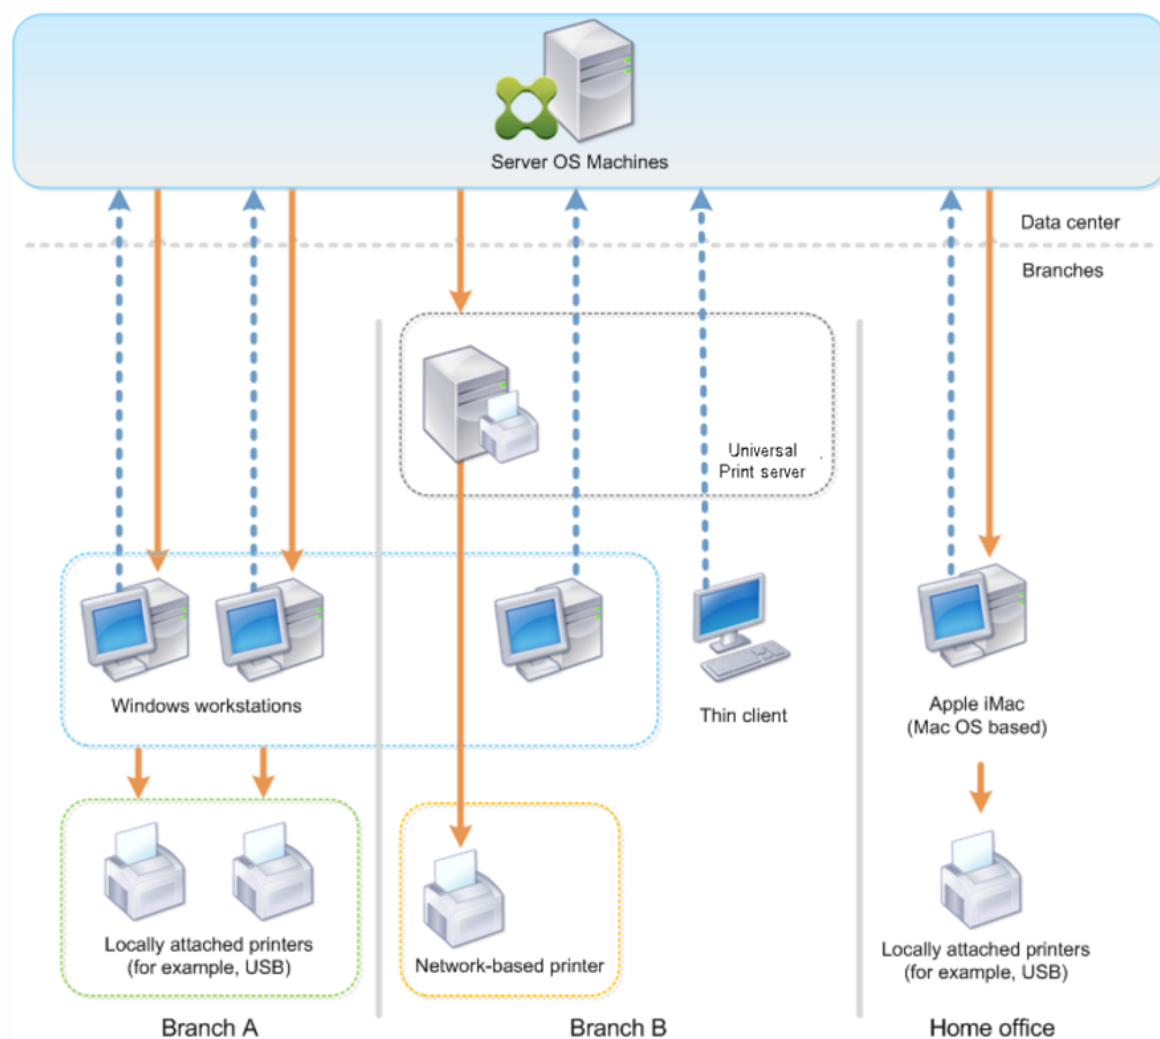 Server OS Machines
Data center
Branches
Universal
Print server
Windows workstations
Thin client
Apple iMac
(Mac OS based)
Locally attached printers
(for example, USB)
Network-based printer
Locally attached printers
(for example, USB)
Branch A
Branch B
Home office